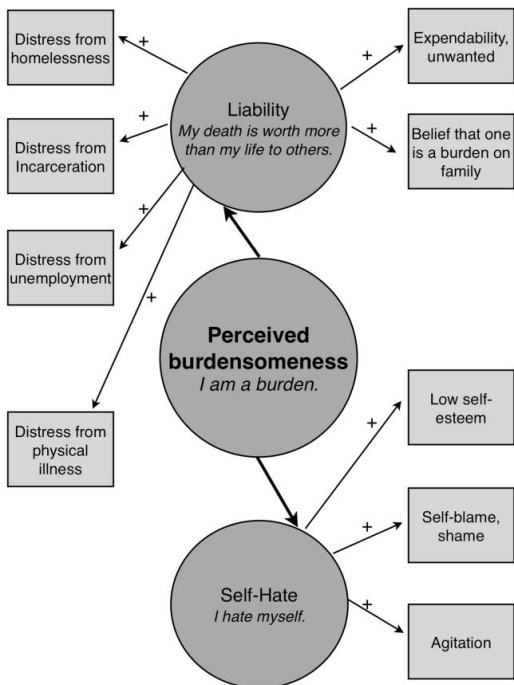 Distress from
homelessness
+
Liability
My death is worth more
than my life to others.
+
Expendability,
unwanted
+
Distress from
Incarceration
+
Belief that one
is a burden on
family
+
Distress from
unemployment
+
Perceived
burdensomeness
I am a burden.
Distress from
physical
illness
+
Low self-
esteem
Self-Hate
I hate myself.
+
Self-blame,
shame
+
Agitation